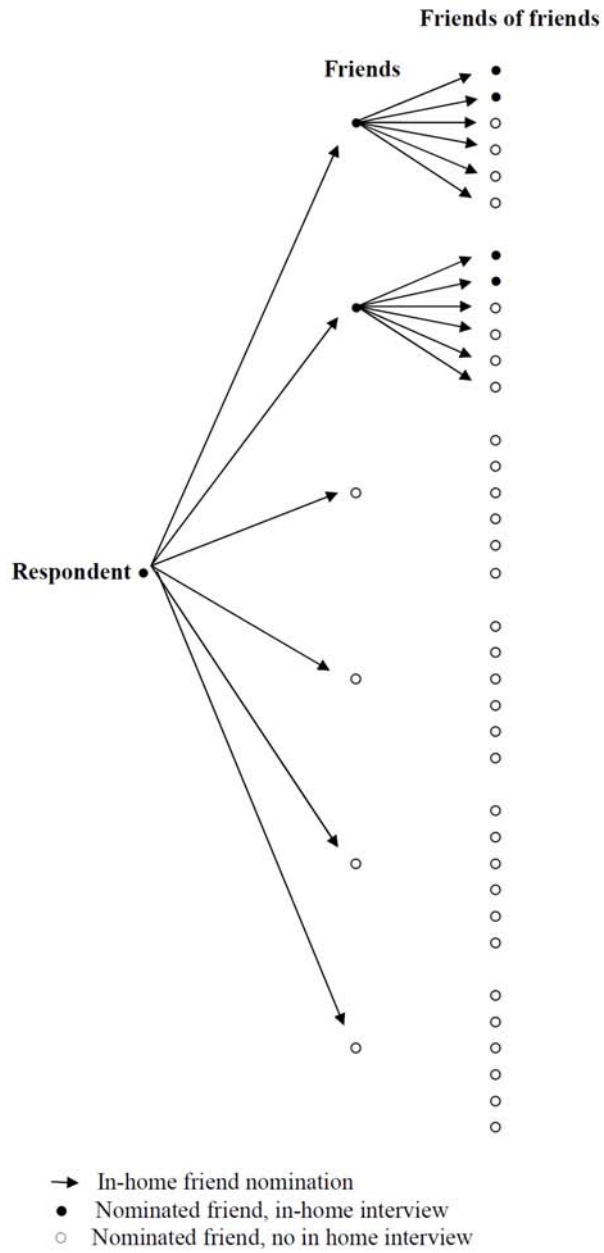 Friends of friends
Friends
Respondent
In-home friend nomination
Nominated friend, in-home interview
Nominated friend, no in home interview